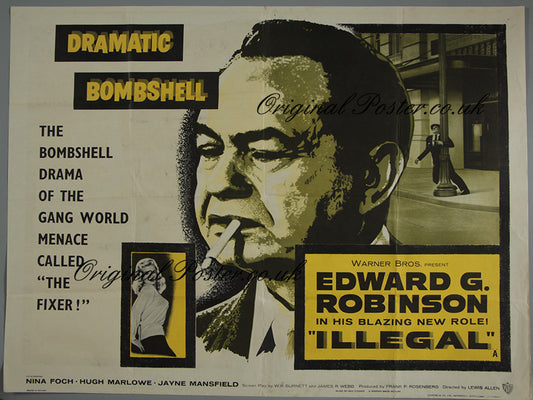 DRAMATIC
BOMBSHELL
THE
BOMBSHELL
DRAMA
OF THE
GANG WORLD
MENACE
CALLED
"THE
FIXER!"
Original Poster.co.uk
Original Poster.co.uk
WARNER BROS. PRESENT
EDWARD G.
ROBINSON
IN HIS BLAZING NEW ROLE!
"ILLEGAL"
A
NINA FOCH · HUGH MARLOWE · JAYNE MANSFIELD
Screen Play by W.R. BURNETT and JAMES R. WEBB Produced by FRANK P. ROSENBERG Directed by LEWIS ALLEN